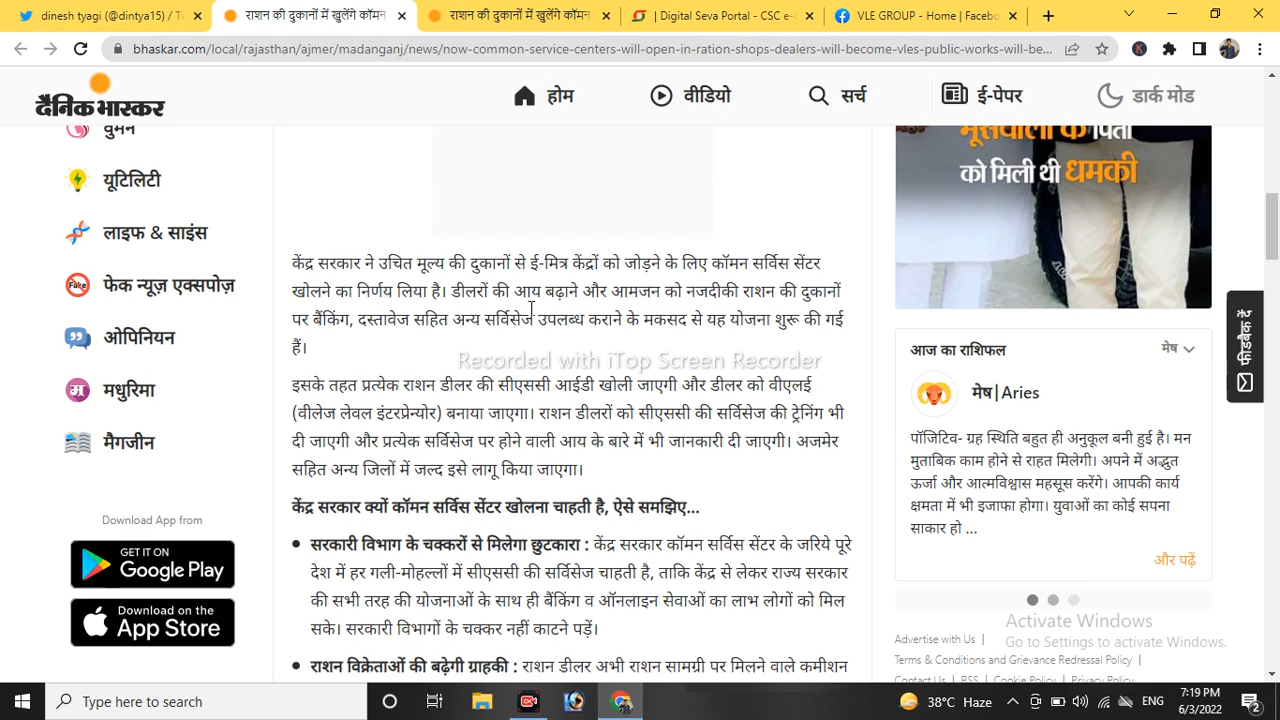 dinesh tyagi (@dintya15) / Tw
राशन की दुकानों में खुलेंगे कॉमन
राशन की दुकानों में खुलेंगे कॉमन
| Digital Seva Portal - CSC e-G
VLE GROUP - Home | Facebo
bhaskar.com/local/rajasthan/ajmer/madanganj/news/now-common-service-centers-will-open-in-ration-shops-dealers-will-become-vles-public-works-will-be...
दैनिक भास्कर
होम
वीडियो
सर्च
ई-पेपर
डार्क मोड
वुमन
यूटिलिटी
लाइफ & साइंस
Fake
फेक न्यूज़ एक्सपोज़
ओपिनियन
मधुरिमा
मैगजीन
Download App from
GET IT ON
Google Play
Download on the
App Store
केंद्र सरकार ने उचित मूल्य की दुकानों से ई-मित्र केंद्रों को जोड़ने के लिए कॉमन सर्विस सेंटर
खोलने का निर्णय लिया है। डीलरों की आय बढ़ाने और आमजन को नजदीकी राशन की दुकानों
पर बैंकिंग, दस्तावेज सहित अन्य सर्विसेज उपलब्ध कराने के मकसद से यह योजना शुरू की गई
हैं।
Recorded with iTop Screen Recorder
इसके तहत प्रत्येक राशन डीलर की सीएससी आईडी खोली जाएगी और डीलर को वीएलई
(वीलेज लेवल इंटरप्रेन्योर) बनाया जाएगा। राशन डीलरों को सीएससी की सर्विसेज की ट्रेनिंग भी
दी जाएगी और प्रत्येक सर्विसेज पर होने वाली आय के बारे में भी जानकारी दी जाएगी। अजमेर
सहित अन्य जिलों में जल्द इसे लागू किया जाएगा।
केंद्र सरकार क्यों कॉमन सर्विस सेंटर खोलना चाहती है, ऐसे समझिए...
सरकारी विभाग के चक्करों से मिलेगा छुटकारा : केंद्र सरकार कॉमन सर्विस सेंटर के जरिये पूरे
देश में हर गली-मोहल्लों में सीएससी की सर्विसेज चाहती है, ताकि केंद्र से लेकर राज्य सरकार
की सभी तरह की योजनाओं के साथ ही बैंकिंग व ऑनलाइन सेवाओं का लाभ लोगों को मिल
सके। सरकारी विभागों के चक्कर नहीं काटने पड़ें।
राशन विक्रेताओं की बढ़ेगी ग्राहकी : राशन डीलर अभी राशन सामग्री पर मिलने वाले कमीशन
मूसेवाला के पिता
को मिली थी धमकी
फीडबैक दें
आज का राशिफल
मेष
मेष|Aries
पॉजिटिव- ग्रह स्थिति बहुत ही अनुकूल बनी हुई है। मन
मुताबिक काम होने से राहत मिलेगी। अपने में अद्भुत
ऊर्जा और आत्मविश्वास महसूस करेंगे। आपकी कार्य
क्षमता में भी इजाफा होगा। युवाओं का कोई सपना
साकार हो ...
और पढ़ें
Activate Windows
Go to Settings to activate Windows.
Advertise with Us |
Terms & Conditions and Grievance Redressal Policy |
Contact Us | RSS | Cookie Policy | Privacy Policy
Type here to search
38°C Haze
ENG
7:19 PM
6/3/2022
2